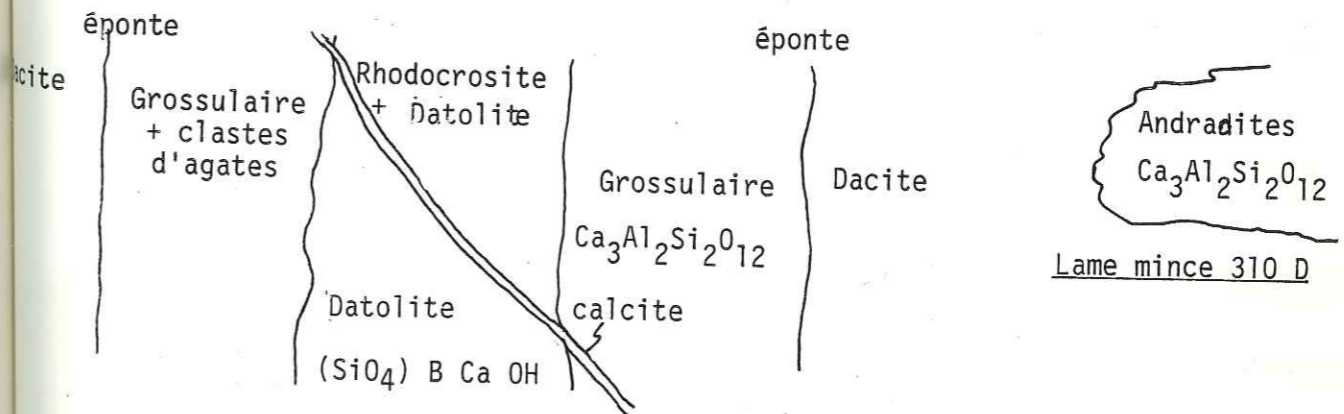 éponte
acite
Grossulaire
+ clastes
d'agates
Rhodocrosite
+ Datolite
Datolite
(SiO4) B Ca OH
Grossulaire
Ca3Al2Si2O12
calcite
éponte
Dacite
Andradites
Ca3Al2Si2O12
Lame mince 310 D